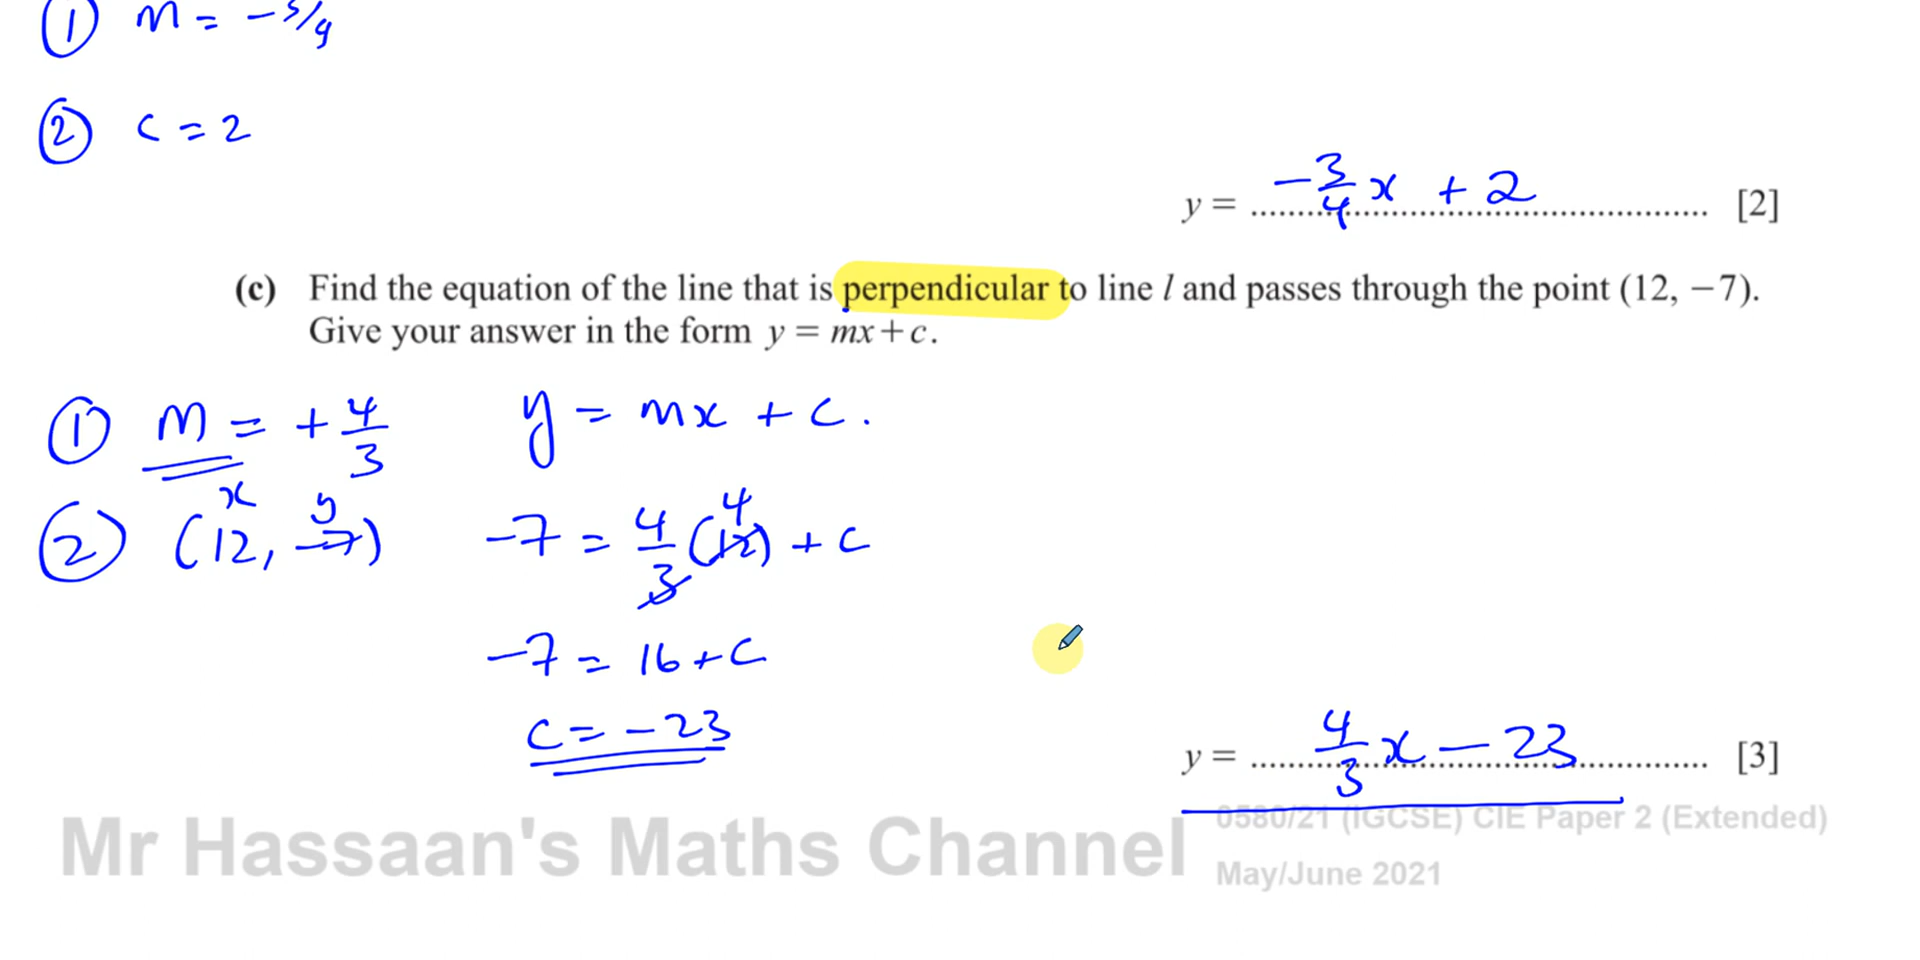 ① m = -3/4
② c = 2
y = -3/4 x + 2 [2]
(c) Find the equation of the line that is perpendicular to line l and passes through the point (12, −7).
Give your answer in the form y = mx + c.
① m = + 4/3 y = mx + c.
x y
② (12, -7) -7 = 4/3 (12) + c
4
-7 = 16 + c
c = -23
y = 4/3 x - 23 [3]
Mr Hassaan's Maths Channel
0580/21 (IGCSE) CIE Paper 2 (Extended)
May/June 2021